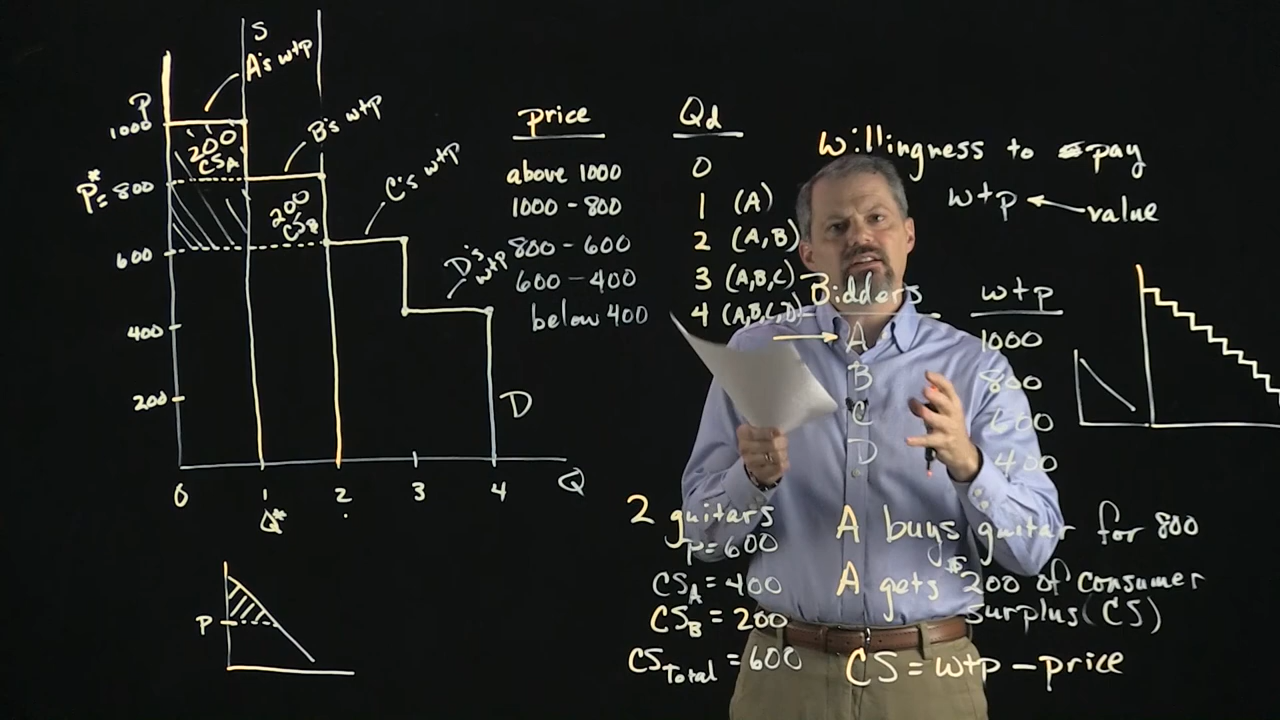 S
A's wtp
P
1000
200
CSA
B's wtp
P*= 800
200
CSB
C's wtp
600
D's wtp
400
200
D
0 1 2 3 4 Q
Q*
P
price Qd
above 1000 0
1000 - 800 1 (A)
800 - 600 2 (A,B)
600 - 400 3 (A,B,C)
below 400 4 (A,B,C,D)
Willingness to pay
wtp ← value
Bidders wtp
→ A 1000
B 800
C 600
D 400
2 guitars
P=600
CSA = 400
CSB = 200
CSTotal = 600
A buys guitar for 800
A gets $200 of consumer
surplus (CS)
CS = wtp - price